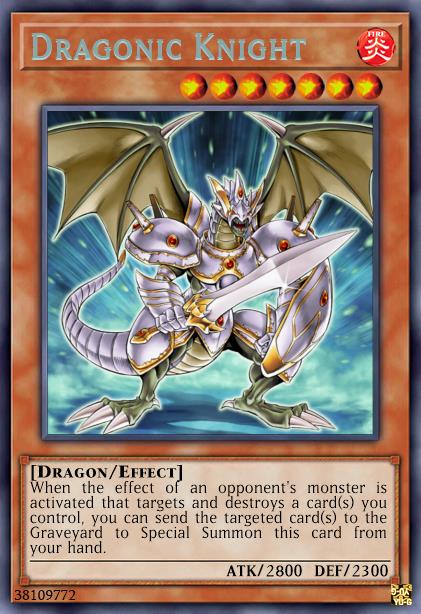 Dragonic Knight
FIRE
炎
[Dragon/Effect]
When the effect of an opponent's monster is
activated that targets and destroys a card(s) you
control, you can send the targeted card(s) to the
Graveyard to Special Summon this card from
your hand.
ATK/2800 DEF/2300
38109772